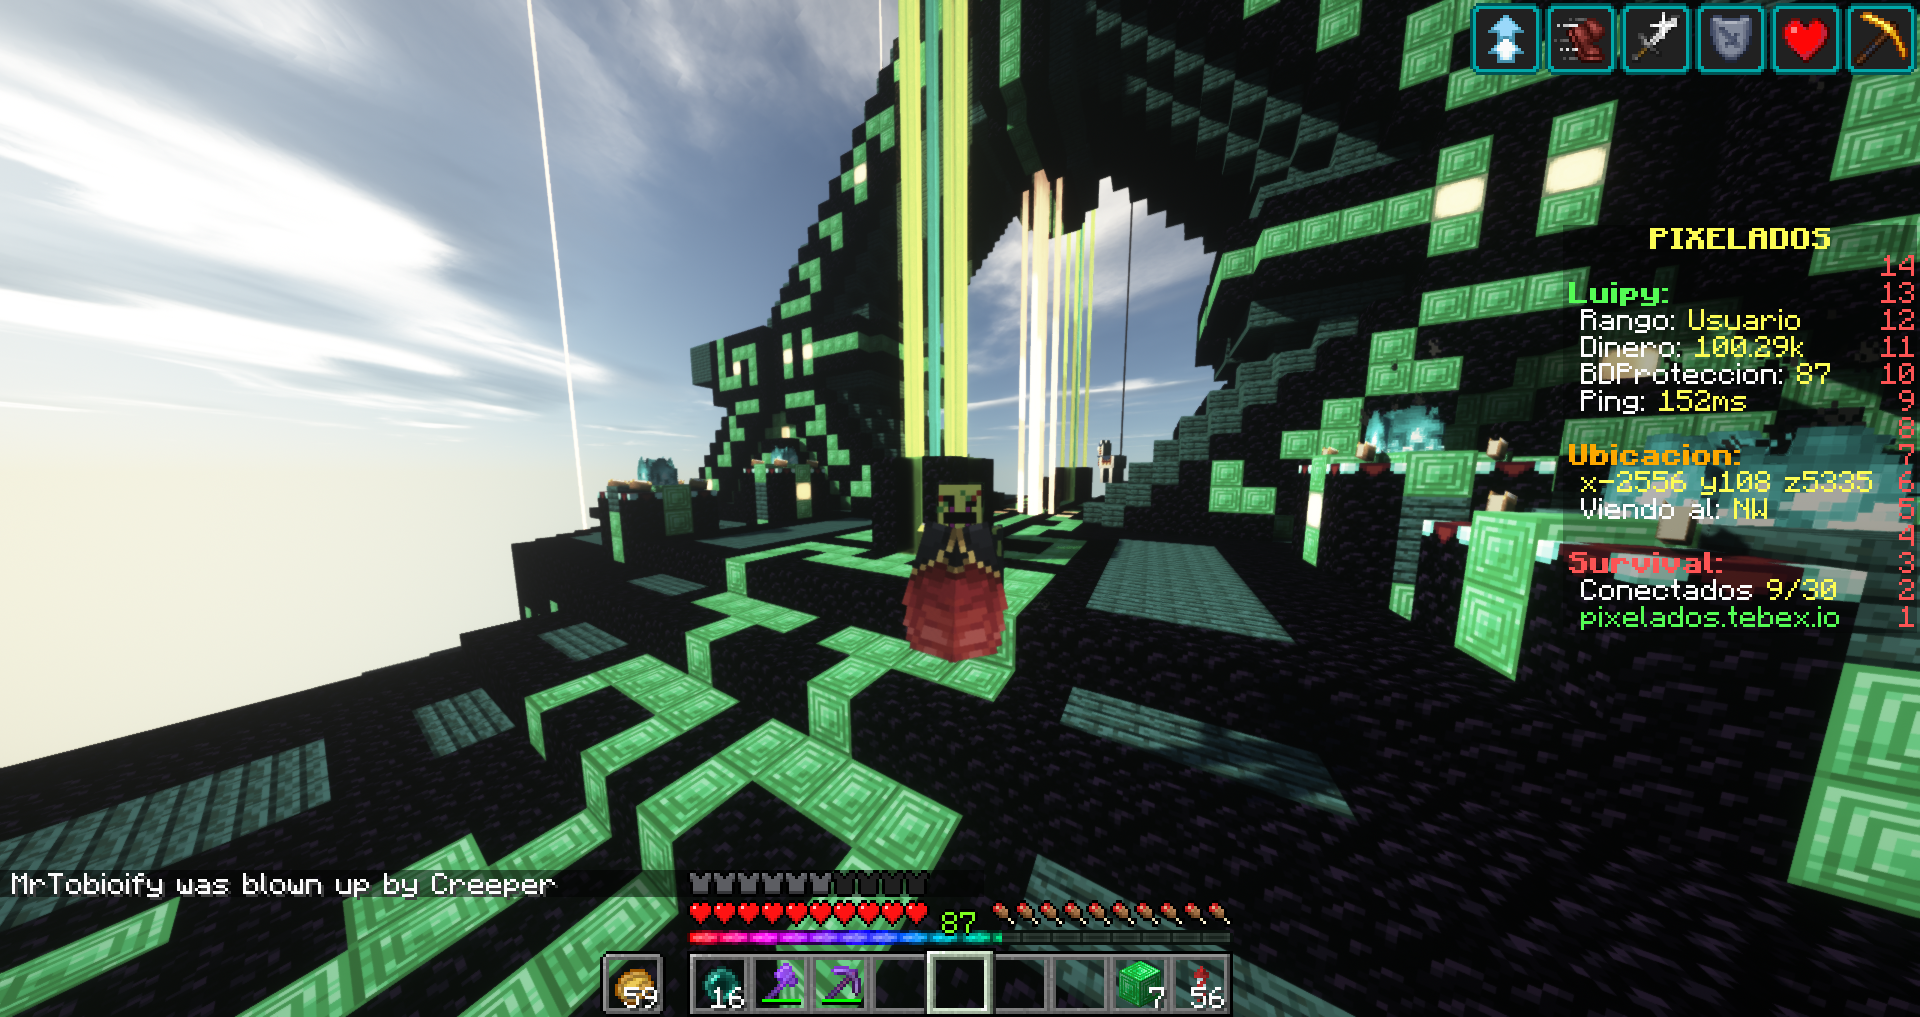 PIXELADOS
14
Luipy: 13
Rango: Usuario 12
Dinero: 100.29k 11
BDProteccion: 87 10
Ping: 152ms 9
8
Ubicacion: 7
x-2556 y108 z5335 6
Viendo al: NW 5
4
Survival: 3
Conectados 9/30 2
pixelados.tebex.io 1
MrTobioify was blown up by Creeper
87
59 16 7 56